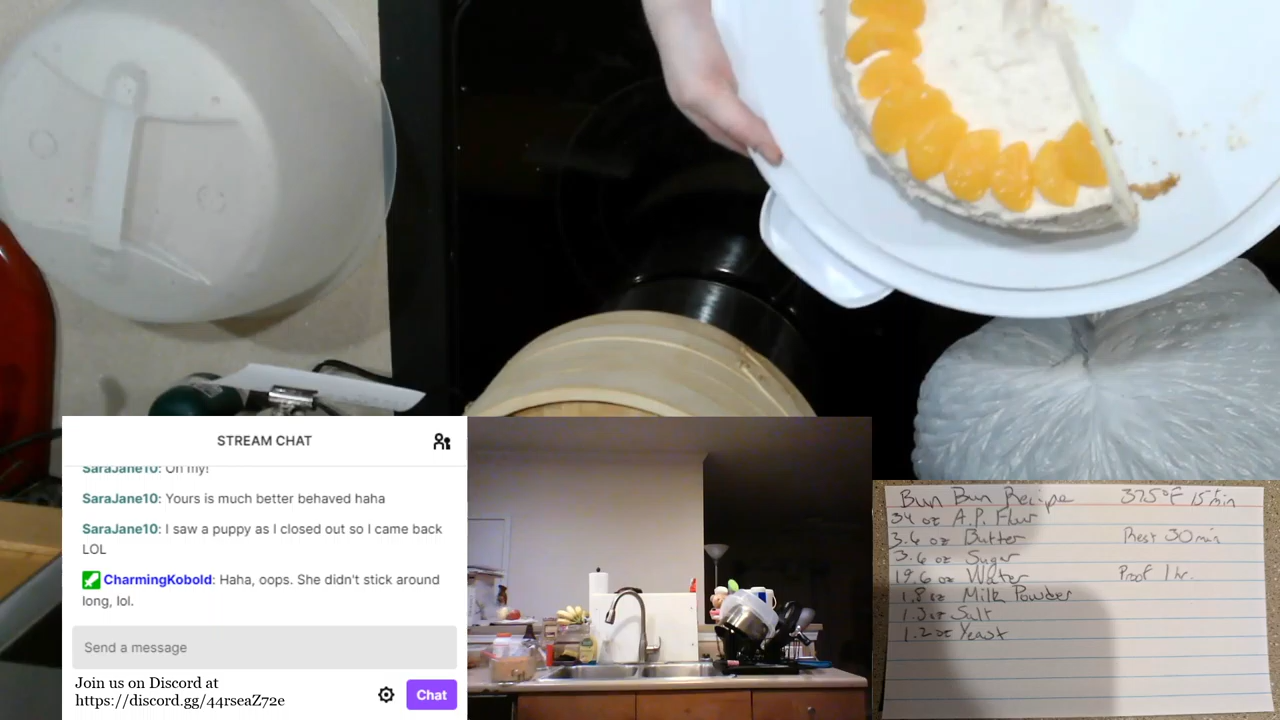 STREAM CHAT
SaraJane10: Oh my!
SaraJane10: Yours is much better behaved haha
SaraJane10: I saw a puppy as I closed out so I came back
LOL
CharmingKobold: Haha, oops. She didn't stick around
long, lol.
Send a message
Join us on Discord at
https://discord.gg/44rseaZ72e
Chat
Bun Bun Recipe 375°F 15 min
34 oz A.P. Flour
3.6 oz Butter Rest 30 min
3.6 oz Sugar
19.6 oz Water Proof 1 hr.
1.8 oz Milk Powder
Salt
1.2 oz Yeast